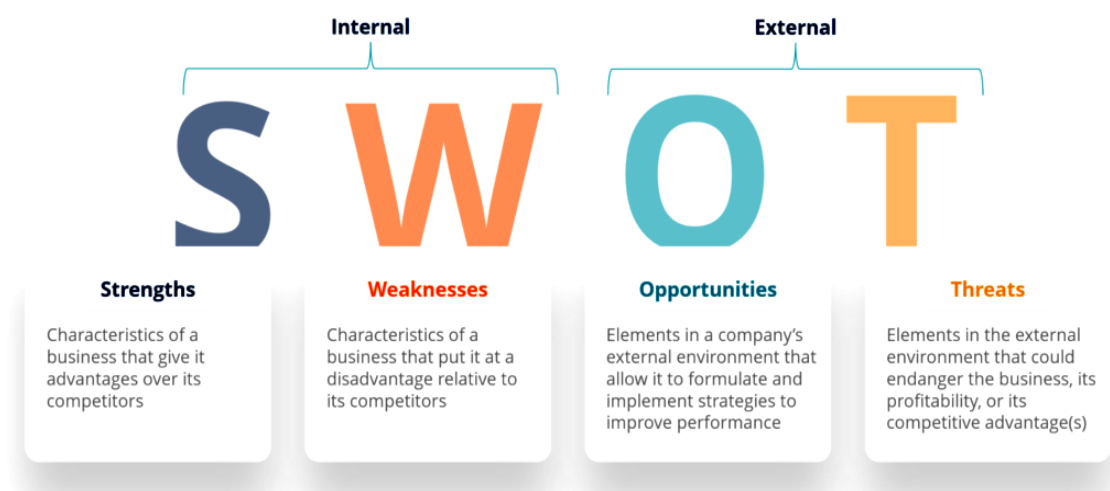 Internal
External
S W O T
Strengths
Characteristics of a
business that give it
advantages over its
competitors
Weaknesses
Characteristics of a
business that put it at a
disadvantage relative to
its competitors
Opportunities
Elements in a company’s
external environment that
allow it to formulate and
implement strategies to
improve performance
Threats
Elements in the external
environment that could
endanger the business, its
profitability, or its
competitive advantage(s)